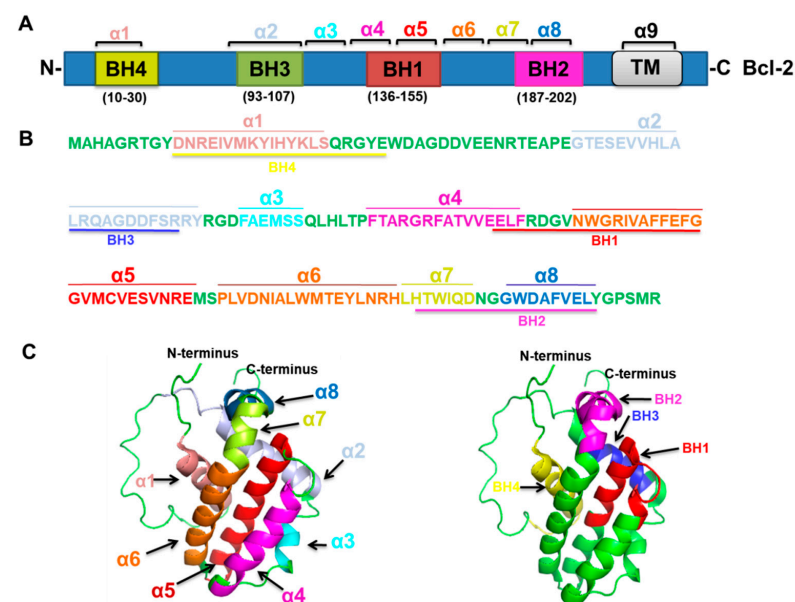 A
α1 α2 α3 α4 α5 α6 α7 α8 α9
N- BH4 BH3 BH1 BH2 TM -C Bcl-2
(10-30) (93-107) (136-155) (187-202)
B
α1 α2
MAHAGRTGYDNREIVMKYIHYKLSQRGYEWDAGDDVEENRTEAPEGTESEVVHLA
BH4
α3 α4
LRQAGDDFSRRYRGDFAEMSSQLHLTPFTARGRFATVVEELFRDGVNWGRIVAFFEFG
BH3 BH1
α5 α6 α7 α8
GVMCVESVNREMSPLVDNIALWMTEYLNRHLHTWIQDNGGWDAFVELYGPSMR
BH2
C
N-terminus
C-terminus
α8
α7
α2
α1
α3
α6
α5
α4
N-terminus
C-terminus
BH2
BH3
BH1
BH4